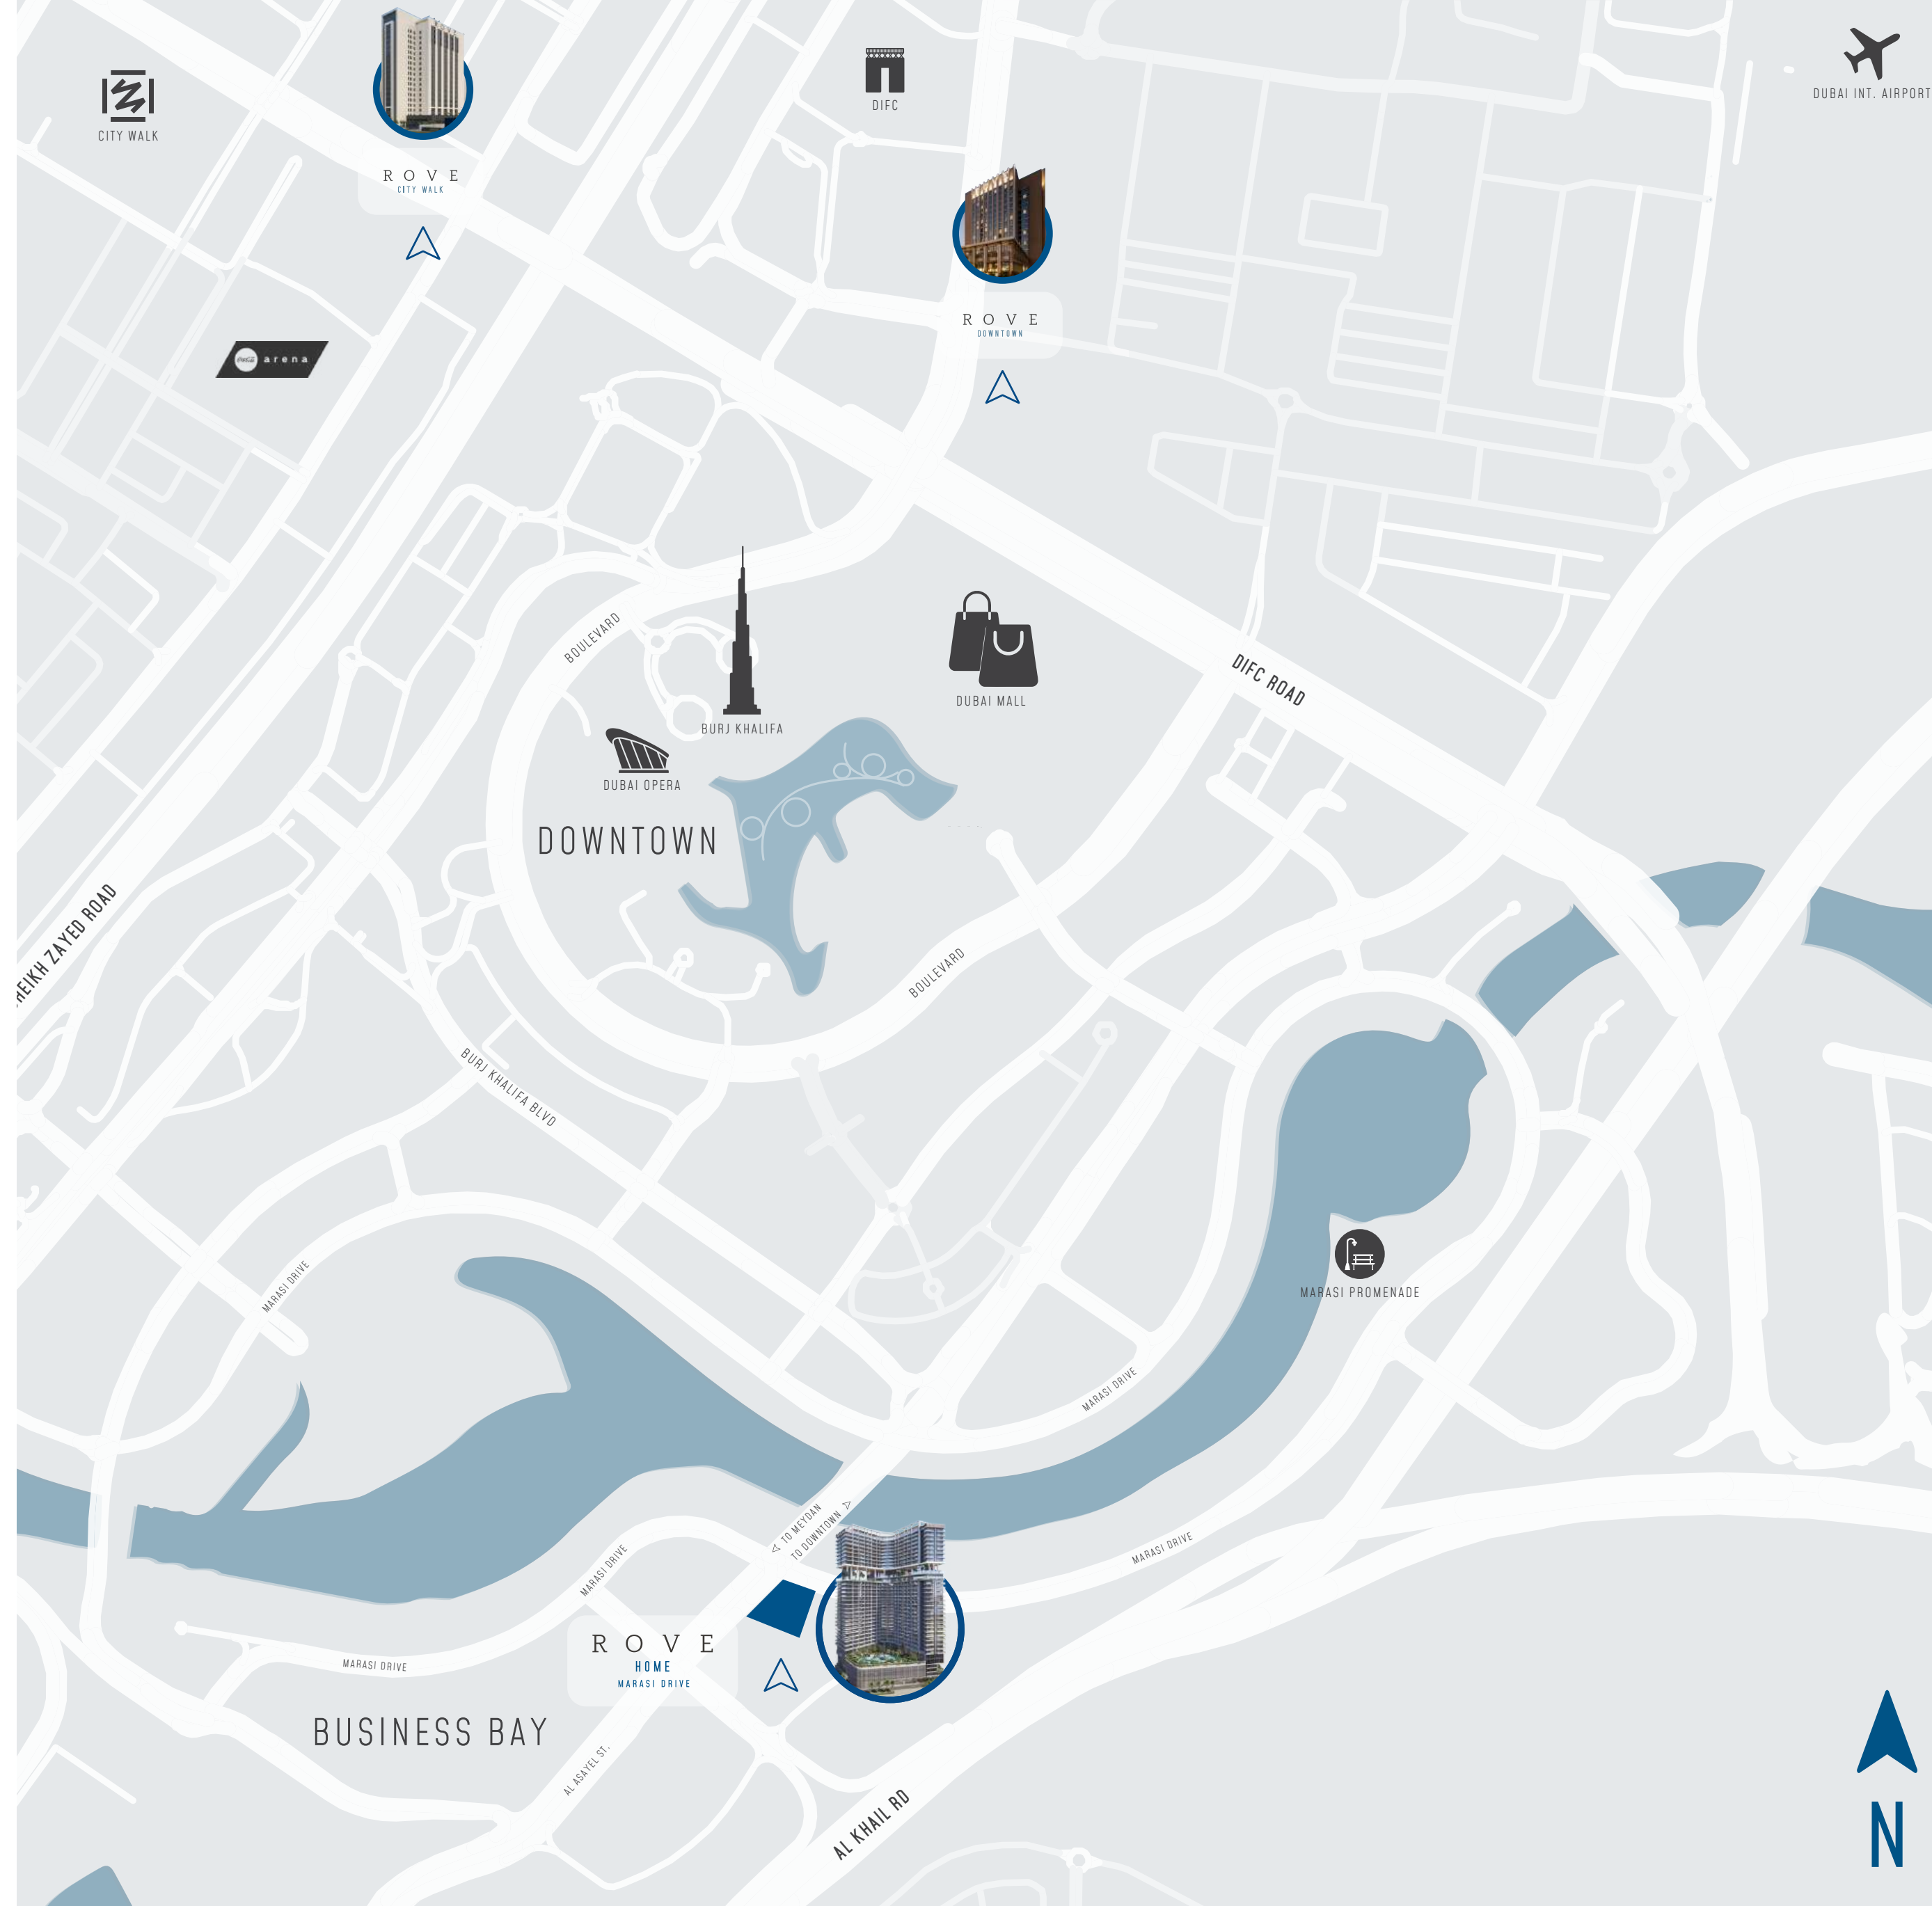 CITY WALK
ROVE
CITY WALK
DIFC
DUBAI INT. AIRPORT
ROVE
DOWNTOWN
arena
BOULEVARD
BURJ KHALIFA
DUBAI MALL
DIFC ROAD
DUBAI OPERA
DOWNTOWN
HEIKH ZAYED ROAD
BOULEVARD
BURJ KHALIFA BLVD
MARASI DRIVE
MARASI PROMENADE
MARASI DRIVE
TO MEYDAN
TO DOWNTOWN
MARASI DRIVE
MARASI DRIVE
MARASI DRIVE
ROVE
HOME
MARASI DRIVE
BUSINESS BAY
AL ASAYEL ST.
AL KHAIL RD
N